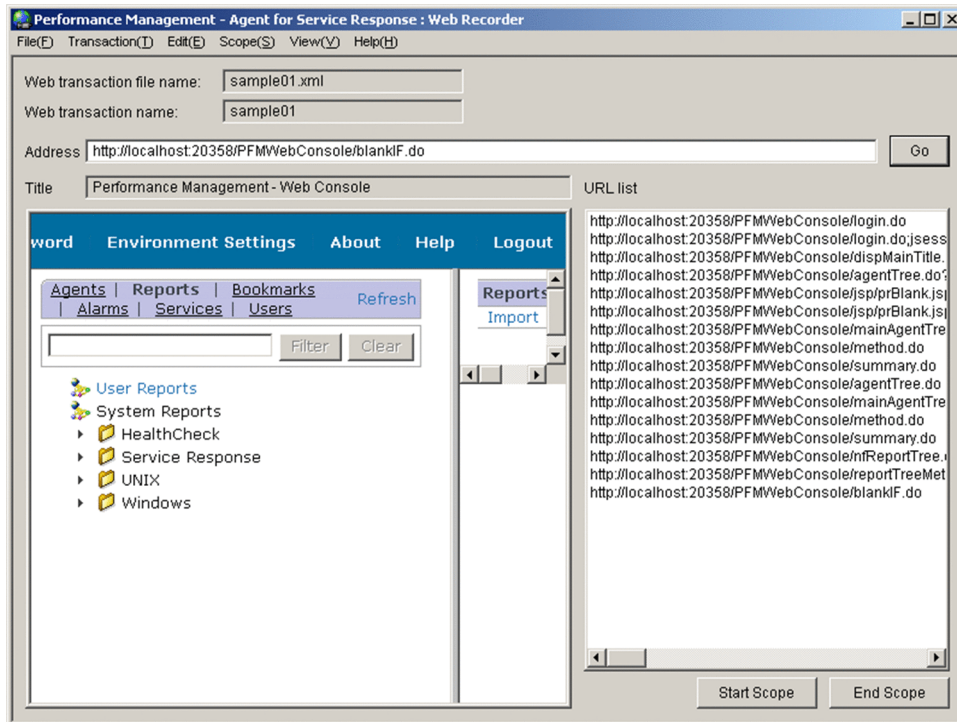 Performance Management - Agent for Service Response : Web Recorder
File(F) Transaction(T) Edit(E) Scope(S) View(V) Help(H)
Web transaction file name: sample01.xml
Web transaction name: sample01
Address http://localhost:20358/PFMWebConsole/blankIF.do Go
Title Performance Management - Web Console
word Environment Settings About Help Logout
Agents | Reports | Bookmarks
| Alarms | Services | Users
Refresh
Filter Clear
User Reports
System Reports
HealthCheck
Service Response
UNIX
Windows
Reports
Import
URL list
http://localhost:20358/PFMWebConsole/login.do
http://localhost:20358/PFMWebConsole/login.do;jsess
http://localhost:20358/PFMWebConsole/dispMainTitle.
http://localhost:20358/PFMWebConsole/agentTree.do?
http://localhost:20358/PFMWebConsole/jsp/prBlank.jsp
http://localhost:20358/PFMWebConsole/jsp/prBlank.jsp
http://localhost:20358/PFMWebConsole/mainAgentTre
http://localhost:20358/PFMWebConsole/method.do
http://localhost:20358/PFMWebConsole/summary.do
http://localhost:20358/PFMWebConsole/agentTree.do
http://localhost:20358/PFMWebConsole/mainAgentTre
http://localhost:20358/PFMWebConsole/method.do
http://localhost:20358/PFMWebConsole/summary.do
http://localhost:20358/PFMWebConsole/nfReportTree.
http://localhost:20358/PFMWebConsole/reportTreeMet
http://localhost:20358/PFMWebConsole/blankIF.do
Start Scope End Scope